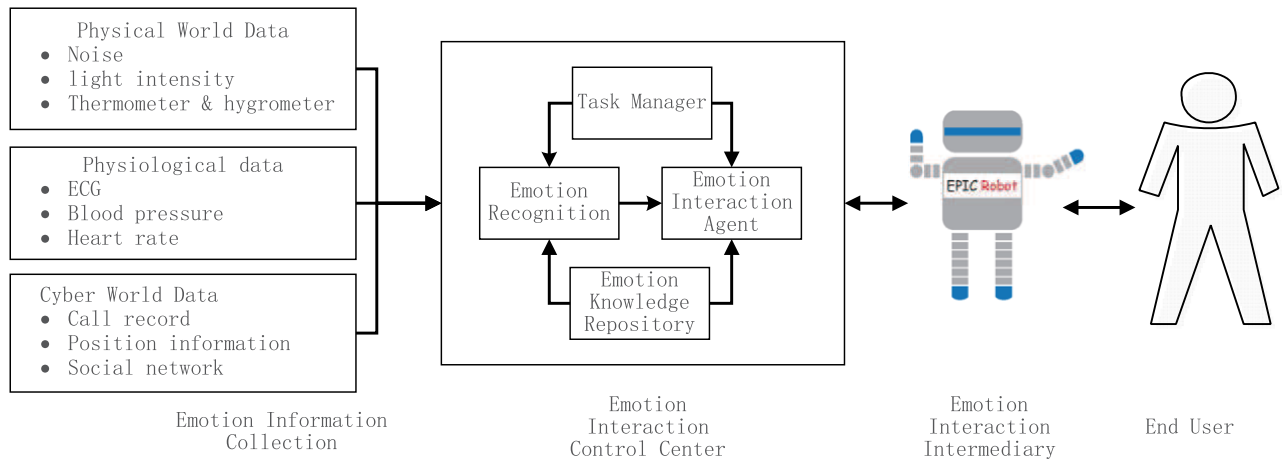 Physical World Data
• Noise
• light intensity
• Thermometer & hygrometer
Physiological data
• ECG
• Blood pressure
• Heart rate
Cyber World Data
• Call record
• Position information
• Social network
Emotion Information
Collection
Task Manager
Emotion
Recognition
Emotion
Interaction
Agent
Emotion
Knowledge
Repository
Emotion
Interaction
Control Center
EPIC Robot
Emotion
Interaction
Intermediary
End User